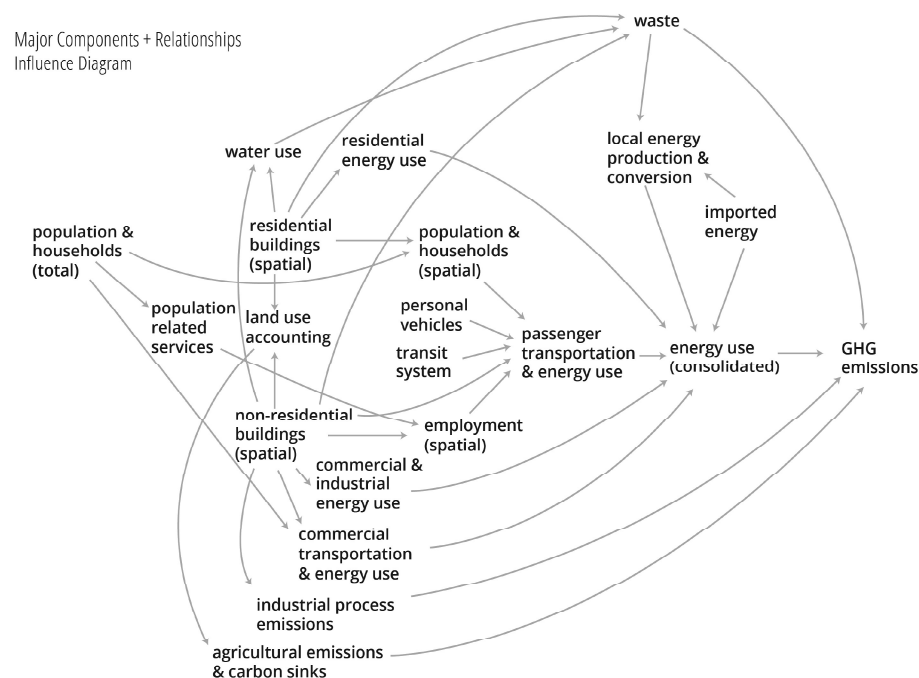 Major Components + Relationships
Influence Diagram
waste
water use
residential
energy use
local energy
production &
conversion
imported
energy
population &
households
(total)
residential
buildings
(spatial)
population &
households
(spatial)
population
related
services
land use
accounting
personal
vehicles
transit
system
passenger
transportation
& energy use
energy use
(consolidated)
GHG
emissions
non-residential
buildings
(spatial)
employment
(spatial)
commercial &
industrial
energy use
commercial
transportation
& energy use
industrial process
emissions
agricultural emissions
& carbon sinks